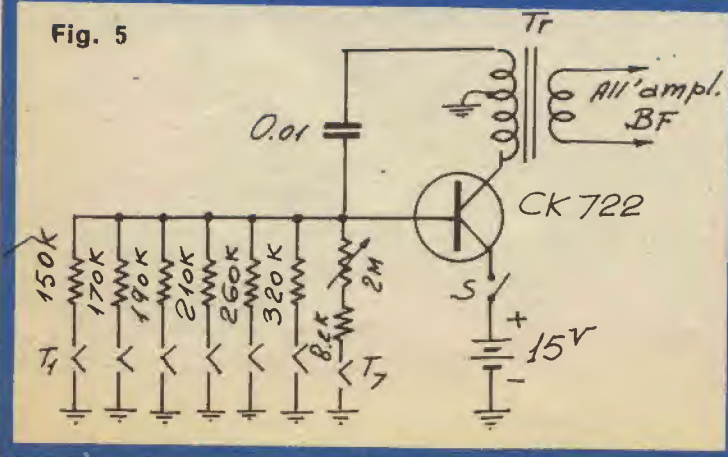 Fig. 5
Tr
All'ampl.
BF
0.01
CK 722
150K
170K
190K
210K
260K
320K
2M
8.2K
S
+
15V
-
T1
T7